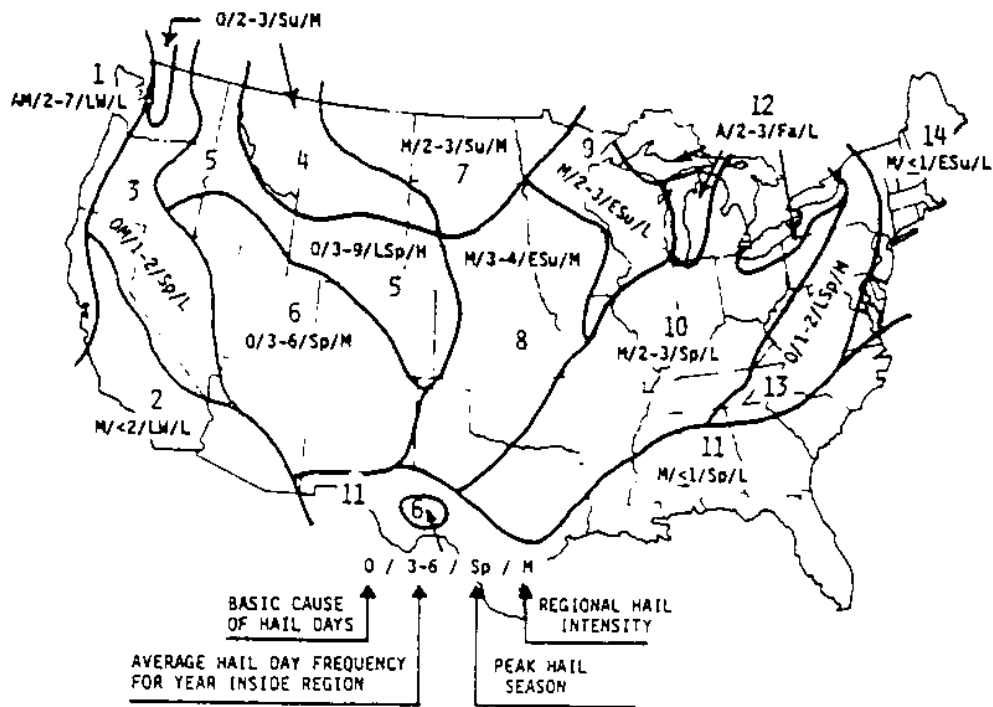 O/2-3/Su/M
1
AM/2-7/LW/L
12
A/2-3/Fa/L
14
M/<1/ESu/L
9
M/2-3/ESu/L
M/2-3/Su/M
7
5
4
3
OM/1-2/Sp/L
O/3-9/LSp/H
M/3-4/ESu/M
5
6
O/3-6/Sp/M
8
10
M/2-3/Sp/L
O/1-2/LSp/M
13
2
M/<2/LW/L
11
M/<1/Sp/L
11
6
O / 3-6 / Sp / M
BASIC CAUSE
OF HAIL DAYS
REGIONAL HAIL
INTENSITY
AVERAGE HAIL DAY FREQUENCY
FOR YEAR INSIDE REGION
PEAK HAIL
SEASON